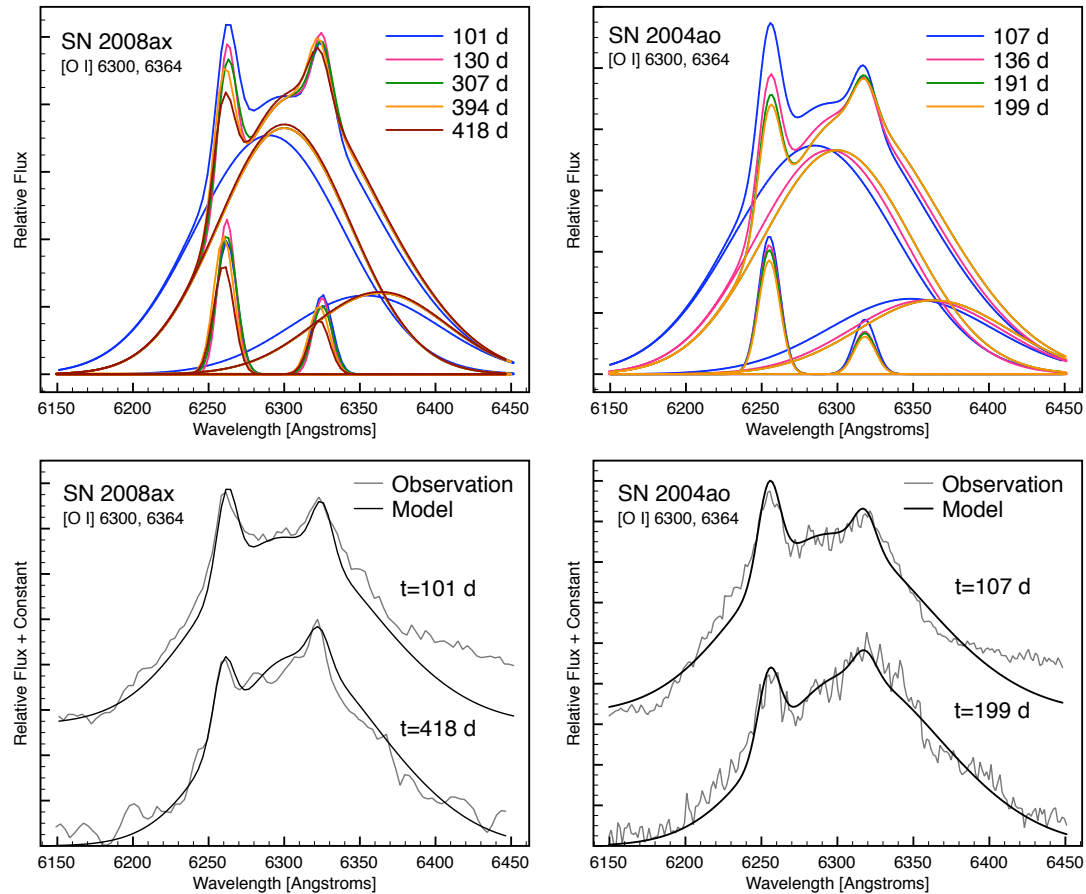 SN 2008ax
[O I] 6300, 6364
101 d
130 d
307 d
394 d
418 d
Relative Flux
6150 6200 6250 6300 6350 6400 6450
Wavelength [Angstroms]
SN 2004ao
[O I] 6300, 6364
107 d
136 d
191 d
199 d
Relative Flux
6150 6200 6250 6300 6350 6400 6450
Wavelength [Angstroms]
SN 2008ax
[O I] 6300, 6364
Observation
Model
t=101 d
t=418 d
Relative Flux + Constant
6150 6200 6250 6300 6350 6400 6450
Wavelength [Angstroms]
SN 2004ao
[O I] 6300, 6364
Observation
Model
t=107 d
t=199 d
Relative Flux + Constant
6150 6200 6250 6300 6350 6400 6450
Wavelength [Angstroms]